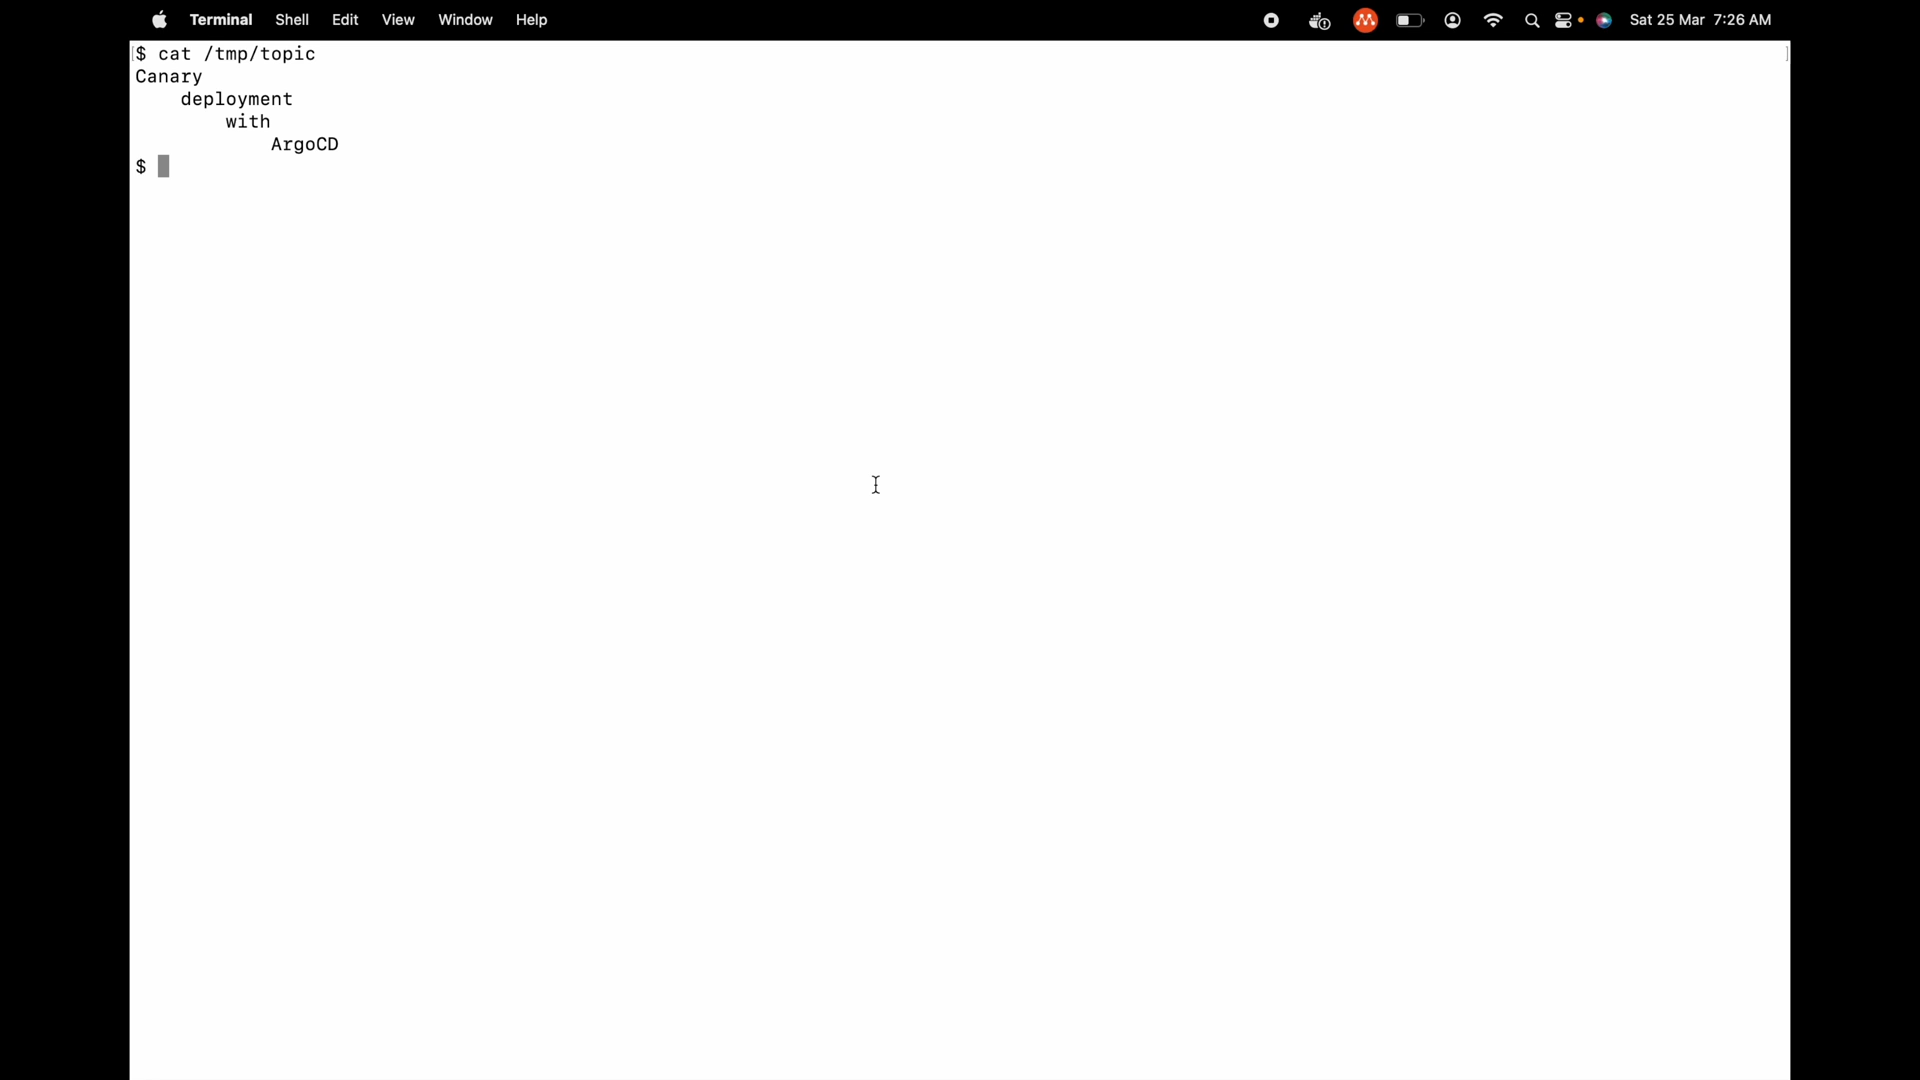 Terminal Shell Edit View Window Help Sat 25 Mar 7:26 AM
$ cat /tmp/topic
Canary
    deployment
        with
            ArgoCD
$